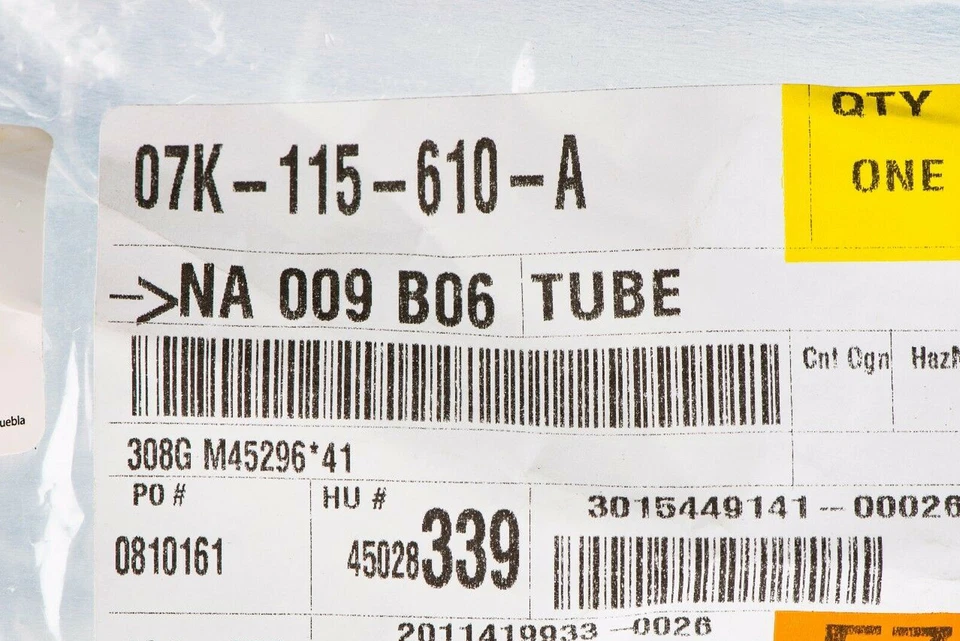 07K-115-610-A
QTY
ONE
->NA 009 B06 TUBE
Cnt Ogn
308G M45296*41
PO #
HU #
0810161
45028339
3015449141--00026
2011419933-0026